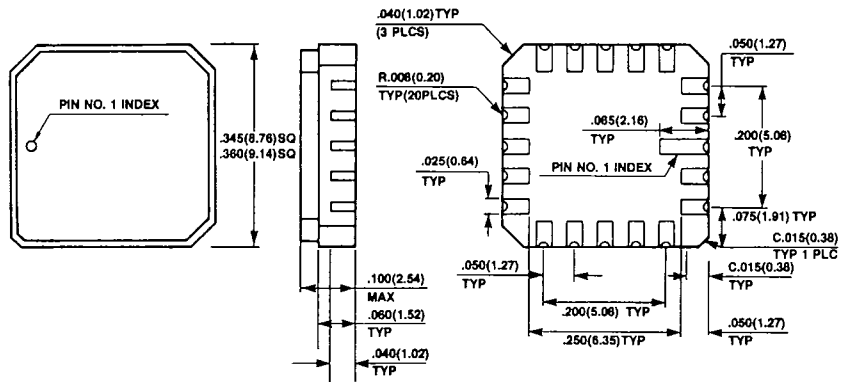 PIN NO. 1 INDEX
.345(8.76)SQ
.360(9.14)SQ
.100(2.54)
MAX
.060(1.52)
TYP
.040(1.02)
TYP
.040(1.02)TYP
(3 PLCS)
R.008(0.20)
TYP(20PLCS)
.025(0.64)
TYP
.050(1.27)
TYP
.065(2.16)
TYP
PIN NO. 1 INDEX
.200(5.08)
TYP
.075(1.91) TYP
C.015(0.38)
TYP 1 PLC
C.015(0.38)
TYP
.050(1.27)
TYP
.200(5.08) TYP
.250(6.35)TYP
.050(1.27)
TYP